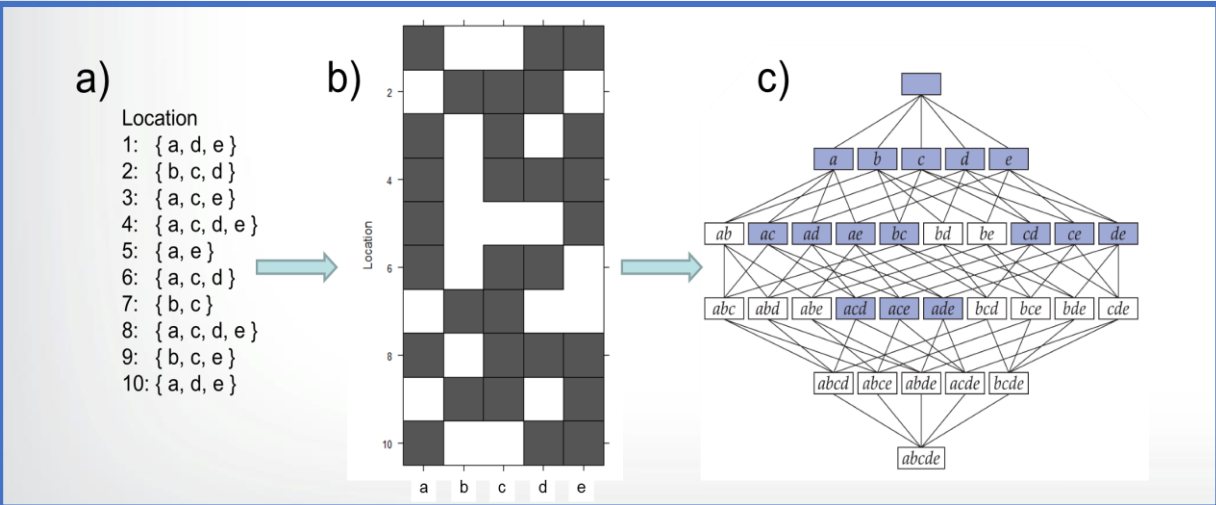 a)
Location
1: { a, d, e }
2: { b, c, d }
3: { a, c, e }
4: { a, c, d, e }
5: { a, e }
6: { a, c, d }
7: { b, c }
8: { a, c, d, e }
9: { b, c, e }
10: { a, d, e }
b)
Location
2
4
6
8
10
a b c d e
c)
a b c d e
ab ac ad ae bc bd be cd ce de
abc abd abe acd ace ade bcd bce bde cde
abcd abce abde acde bcde
abcde